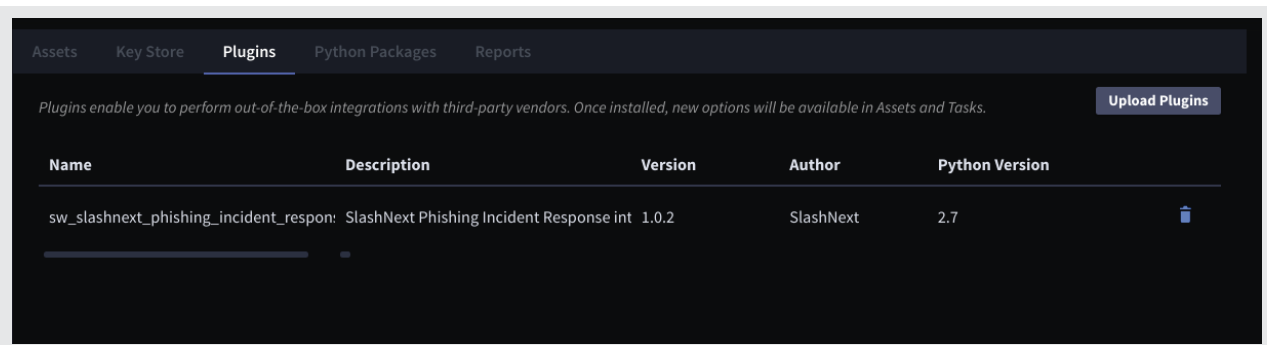 Assets Key Store Plugins Python Packages Reports
Plugins enable you to perform out-of-the-box integrations with third-party vendors. Once installed, new options will be available in Assets and Tasks.
Upload Plugins
Name Description Version Author Python Version
sw_slashnext_phishing_incident_respon SlashNext Phishing Incident Response int 1.0.2 SlashNext 2.7